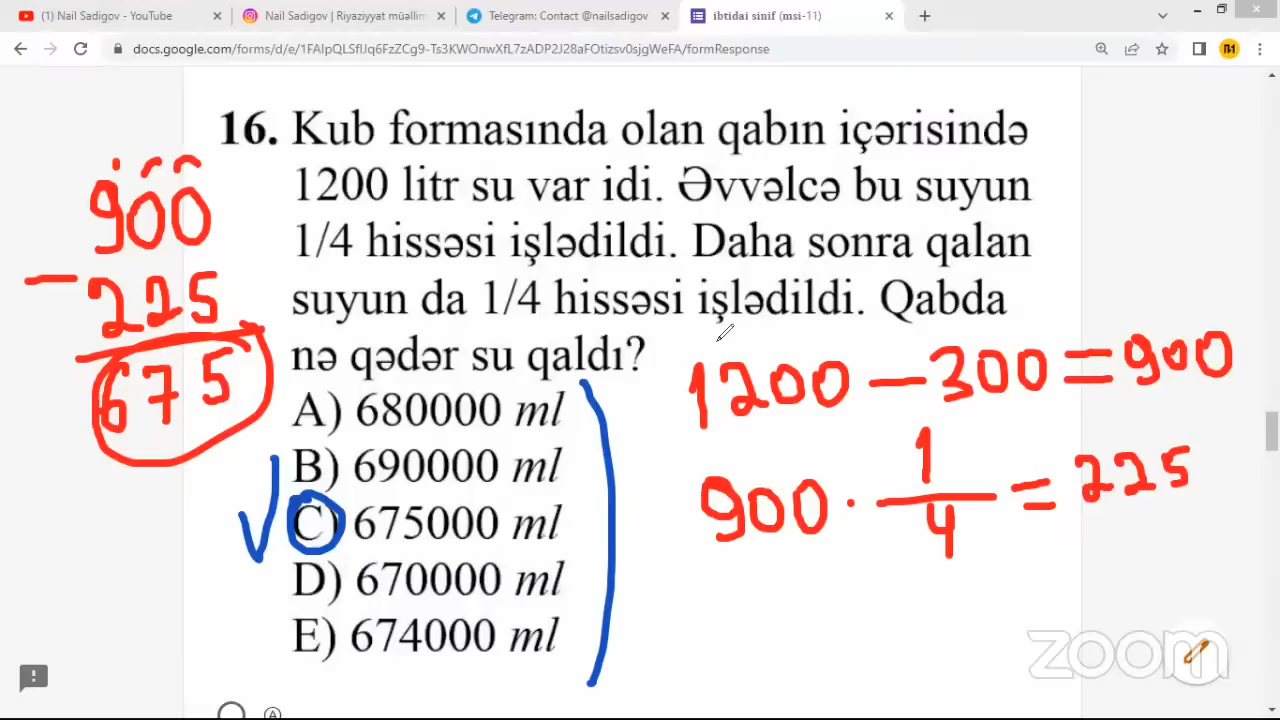 (1) Nail Sadigov - YouTube
Nail Sadigov | Riyaziyyat müəllim
Telegram: Contact @nailsadigov
ibtidai sinif (msi-11)
docs.google.com/forms/d/e/1FAIpQLSfIJq6FzZCg9-Ts3KWOnwXfL7zADP2J28aFOtizsv0sjgWeFA/formResponse
16. Kub formasında olan qabın içərisində
1200 litr su var idi. Əvvəlcə bu suyun
1/4 hissəsi işlədildi. Daha sonra qalan
suyun da 1/4 hissəsi işlədildi. Qabda
nə qədər su qaldı?
A) 680000 ml
B) 690000 ml
C) 675000 ml
D) 670000 ml
E) 674000 ml
900
- 225
675
1200 - 300 = 900
900 · 1/4 = 225
zoom
A